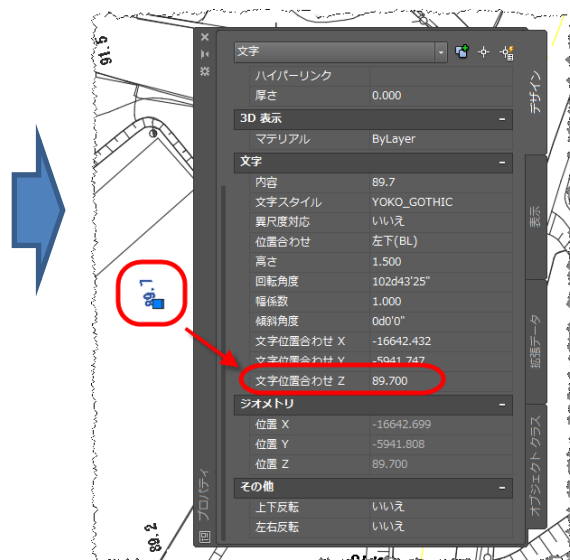 91.5
文字
ハイパーリンク
厚さ 0.000
3D 表示
マテリアル ByLayer
文字
内容 89.7
文字スタイル YOKO_GOTHIC
異尺度対応 いいえ
位置合わせ 左下(BL)
高さ 1.500
回転角度 102d43'25"
幅係数 1.000
傾斜角度 0d0'0"
文字位置合わせ X -16642.432
文字位置合わせ Y -5941.747
文字位置合わせ Z 89.700
ジオメトリ
位置 X -16642.699
位置 Y -5941.808
位置 Z 89.700
その他
上下反転 いいえ
左右反転 いいえ
デザイン
表示
拡張データ
オブジェクト クラス
プロパティ
89.7
89.2